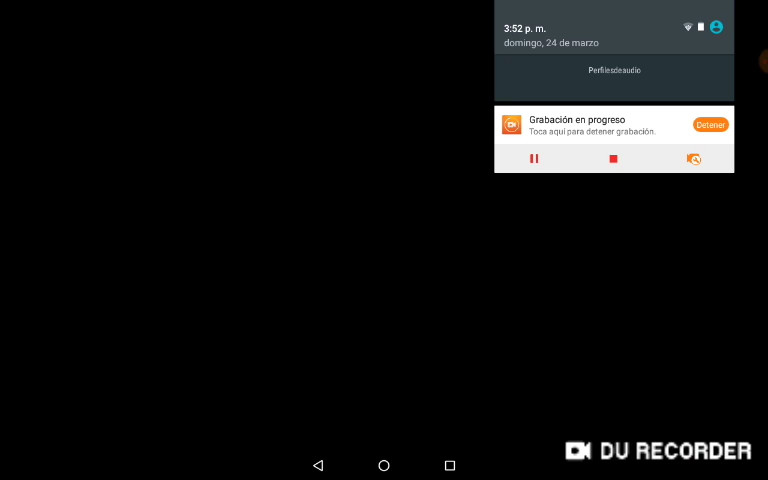 3:52 p. m.
domingo, 24 de marzo
Perfilesdeaudio
Grabación en progreso
Toca aquí para detener grabación.
Detener
DU RECORDER